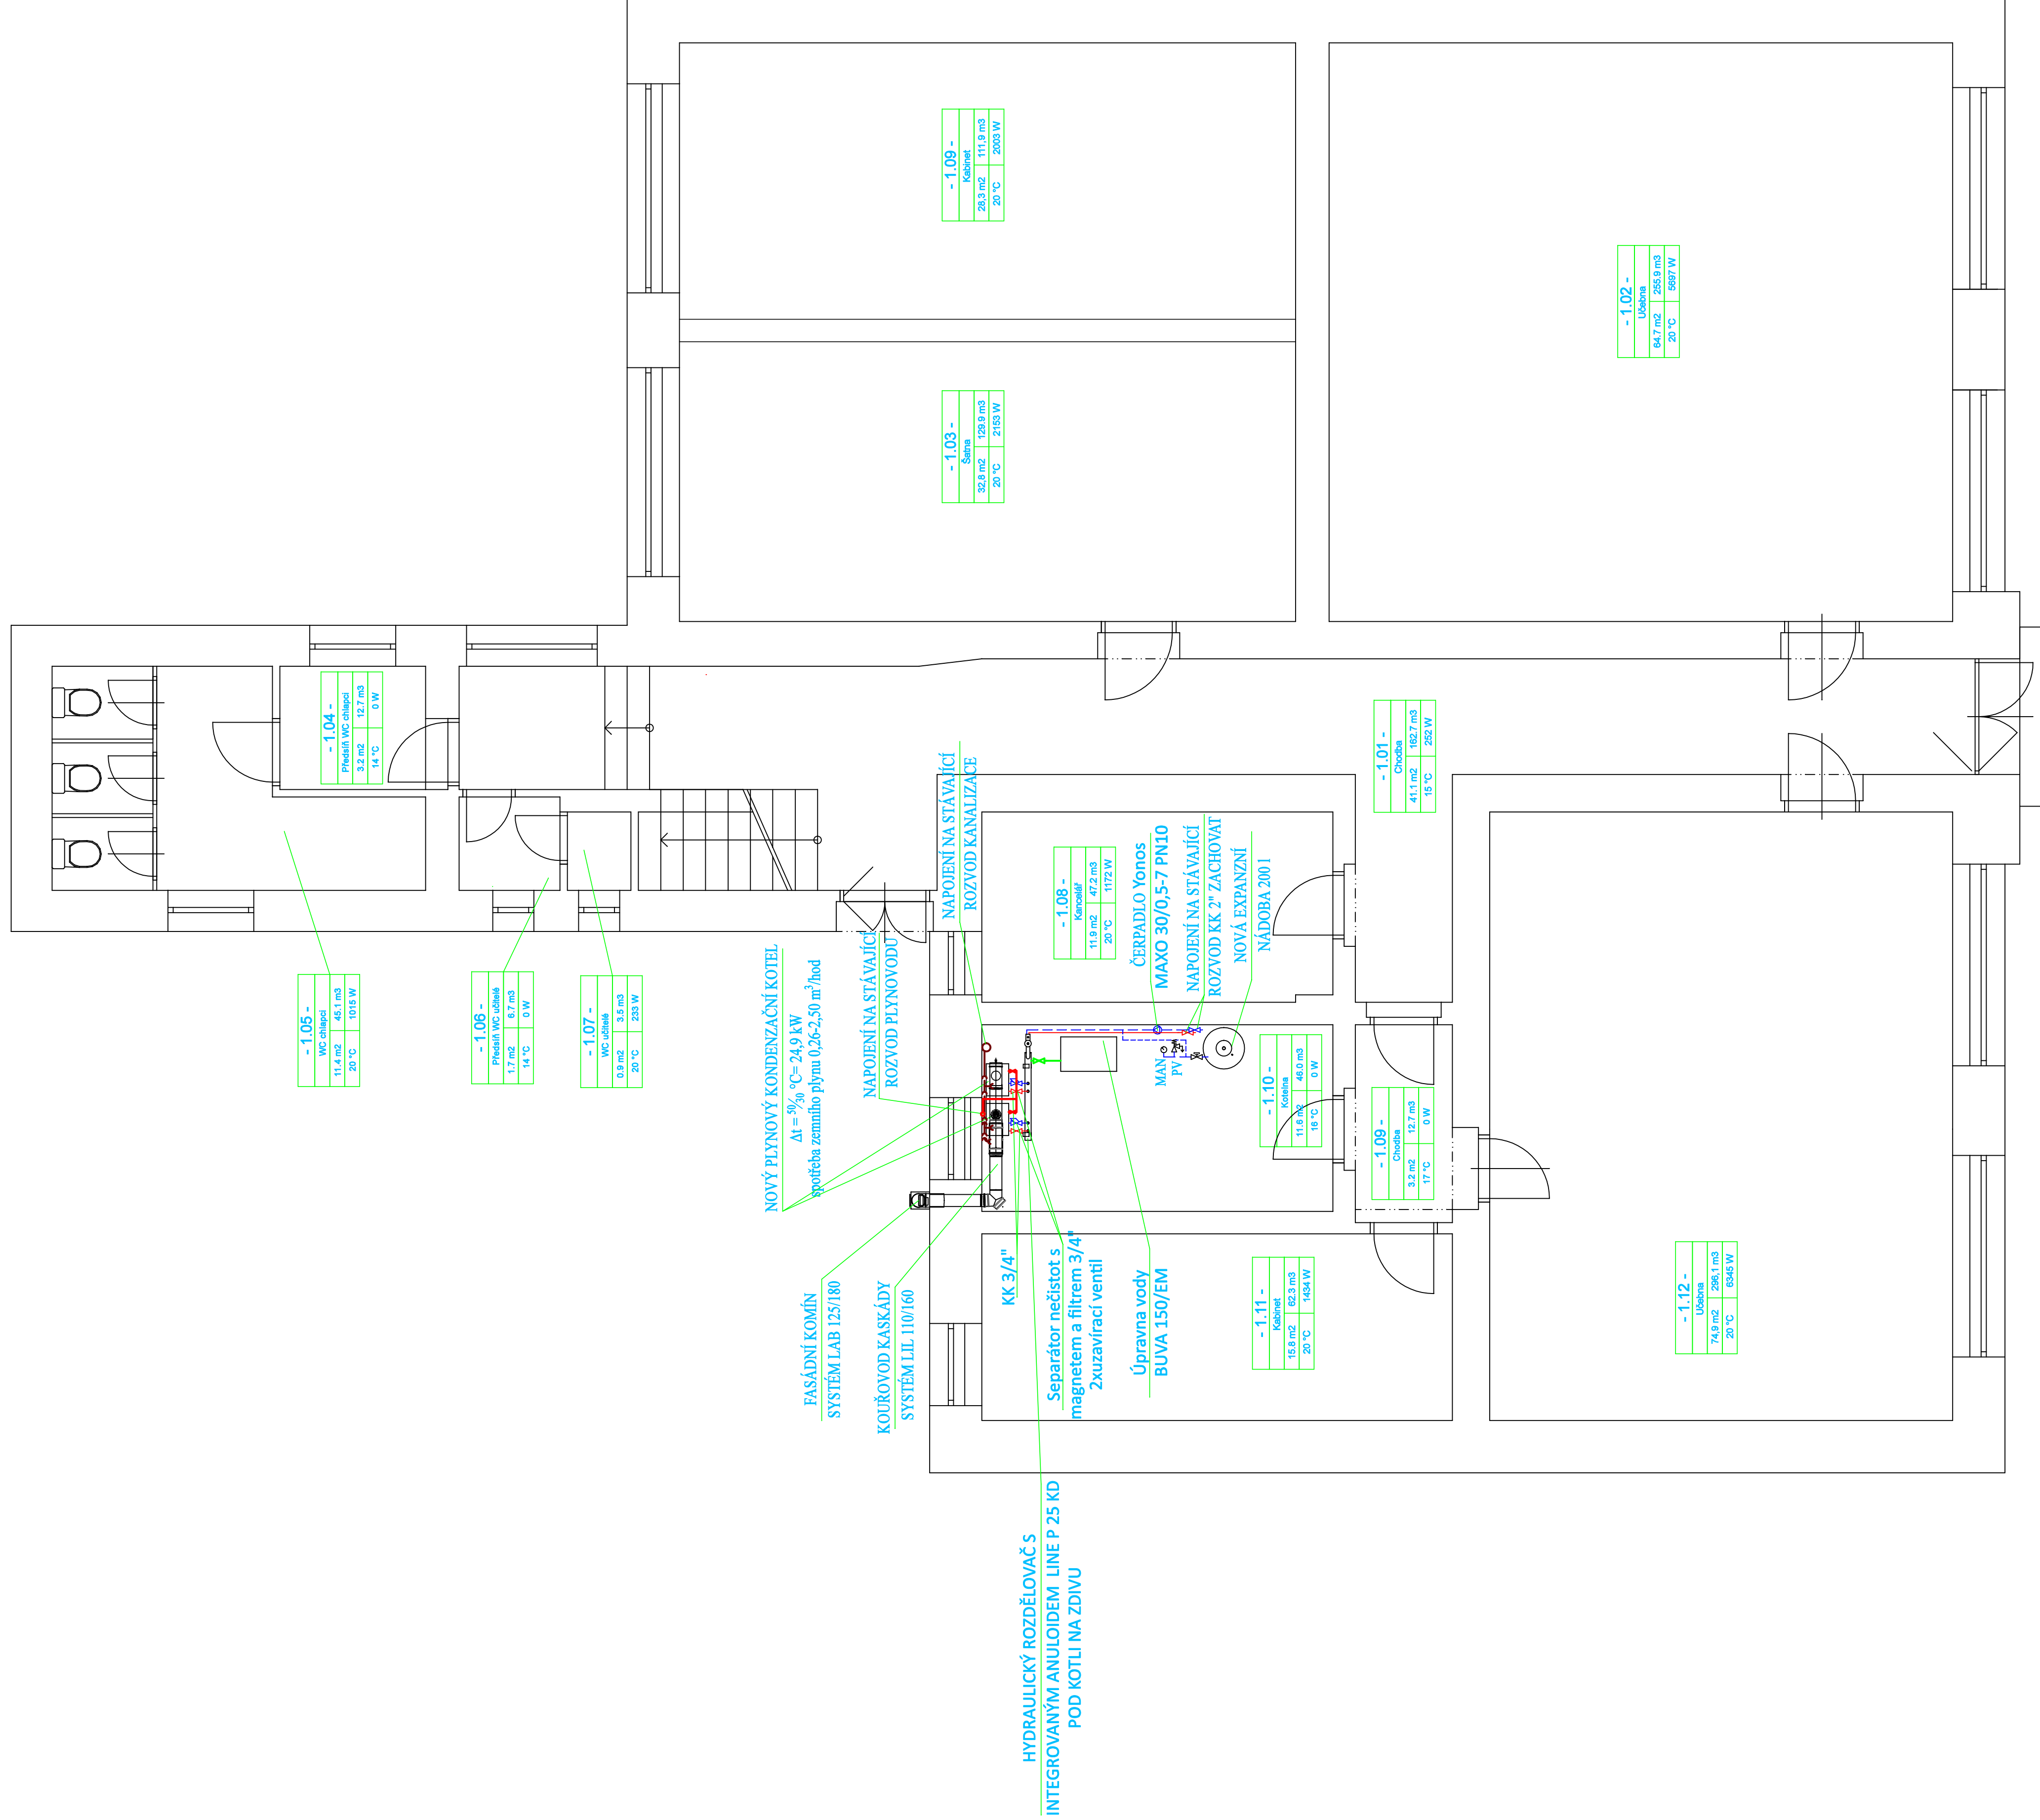 - 1.09 -
Kabinet
28,3 m2 111,9 m3
20 °C 2003 W
- 1.02 -
Učebna
64.7 m2 255.9 m3
20 °C 5697 W
- 1.03 -
Šatna
32,8 m2 129.9 m3
20 °C 2153 W
- 1.04 -
Předsíň WC chlapci
3.2 m2 12.7 m3
14 °C 0 W
- 1.01 -
Chodba
41.1 m2 162.7 m3
15 °C 252 W
- 1.05 -
WC chlapci
11.4 m2 45.1 m3
20 °C 1015 W
- 1.06 -
Předsíň WC učitelé
1.7 m2 6.7 m3
14 °C 0 W
- 1.07 -
WC učitelé
0.9 m2 3.5 m3
20 °C 233 W
NOVÝ PLYNOVÝ KONDENZAČNÍ KOTEL
Δt = 50/30 °C= 24,9 kW
spotřeba zemního plynu 0,26-2,50 m³/hod
NAPOJENÍ NA STÁVAJÍCÍ
ROZVOD PLYNOVODU
NAPOJENÍ NA STÁVAJÍCÍ
ROZVOD KANALIZACE
- 1.08 -
Kancelář
11.9 m2 47.2 m3
20 °C 1172 W
ČERPADLO Yonos
MAXO 30/0,5-7 PN10
NAPOJENÍ NA STÁVAJÍCÍ
ROZVOD KK 2" ZACHOVAT
NOVÁ EXPANZNÍ
NÁDOBA 200 l
MAN
PV
- 1.10 -
Kotelna
11.6 m2 46.0 m3
16 °C 0 W
- 1.09 -
Chodba
3.2 m2 12.7 m3
17 °C 0 W
FASÁDNÍ KOMÍN
SYSTÉM LAB 125/180
KOUŘOVOD KASKÁDY
SYSTÉM LIL 110/160
KK 3/4"
Separátor nečistot s
magnetem a filtrem 3/4"
2xuzavírací ventil
Úpravna vody
BUVA 150/EM
- 1.11 -
Kabinet
15.8 m2 62.3 m3
20 °C 1434 W
- 1.12 -
Učebna
74,9 m2 296,1 m3
20 °C 6345 W
HYDRAULICKÝ ROZDĚLOVAČ S
INTEGROVANÝM ANULOIDEM LINE P 25 KD
POD KOTLI NA ZDIVU